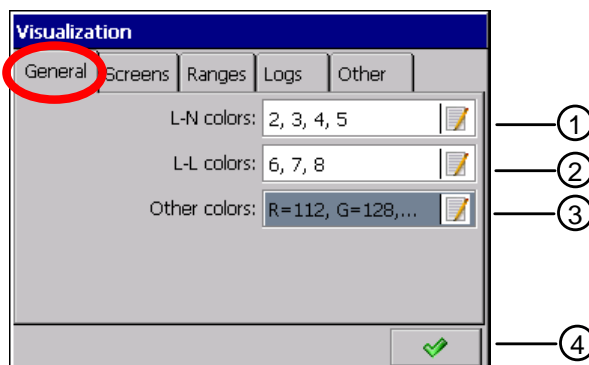 Visualization
General Screens Ranges Logs Other
L-N colors: 2, 3, 4, 5 1
L-L colors: 6, 7, 8 2
Other colors: R=112, G=128,... 3
4